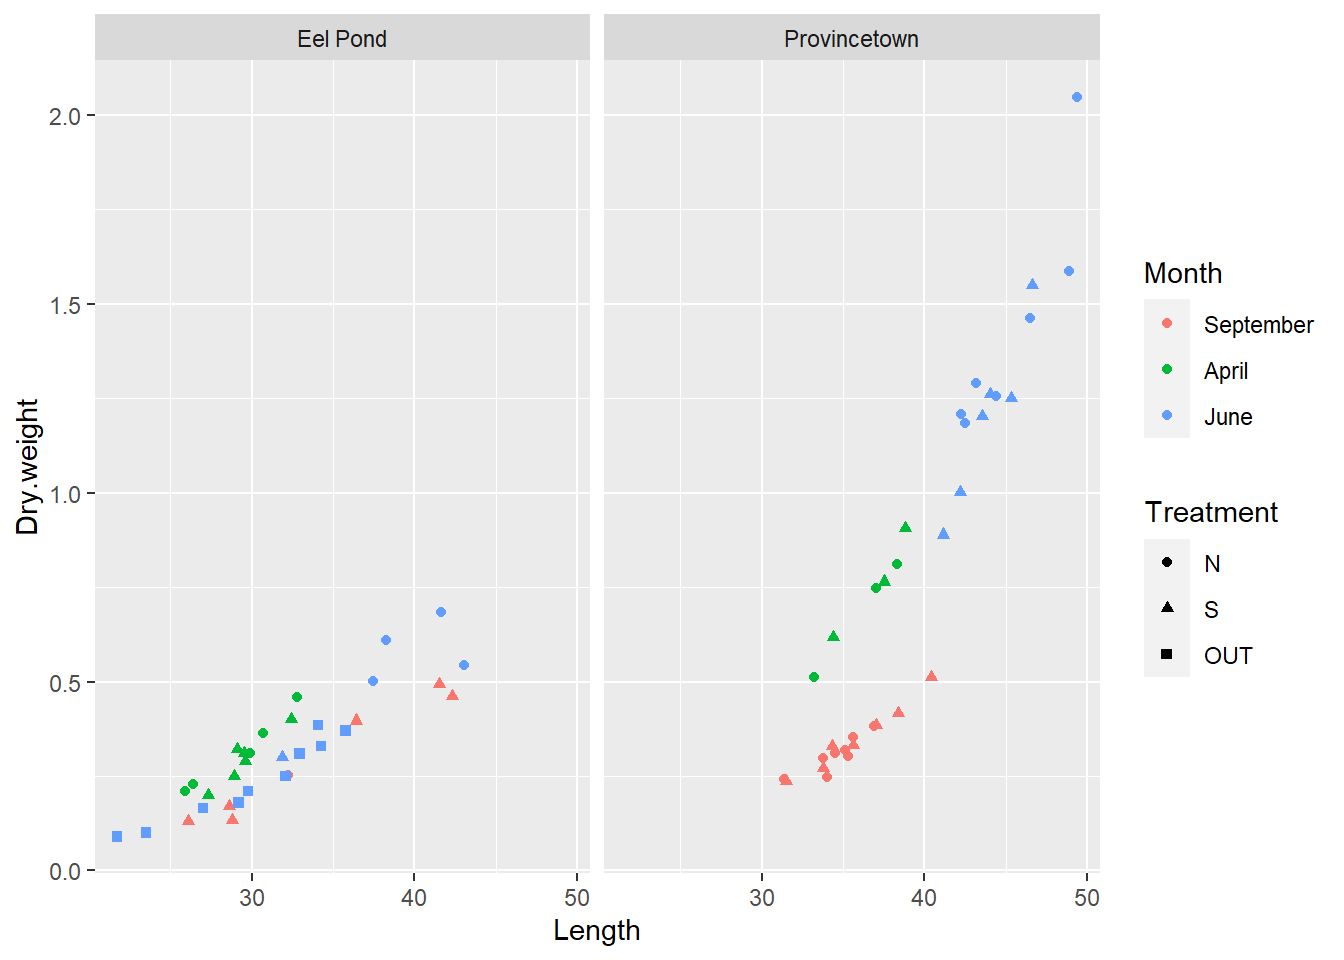 Eel Pond
Provincetown
2.0
1.5
1.0
0.5
0.0
Dry.weight
30 40 50
30 40 50
Length
Month
September
April
June
Treatment
N
S
OUT